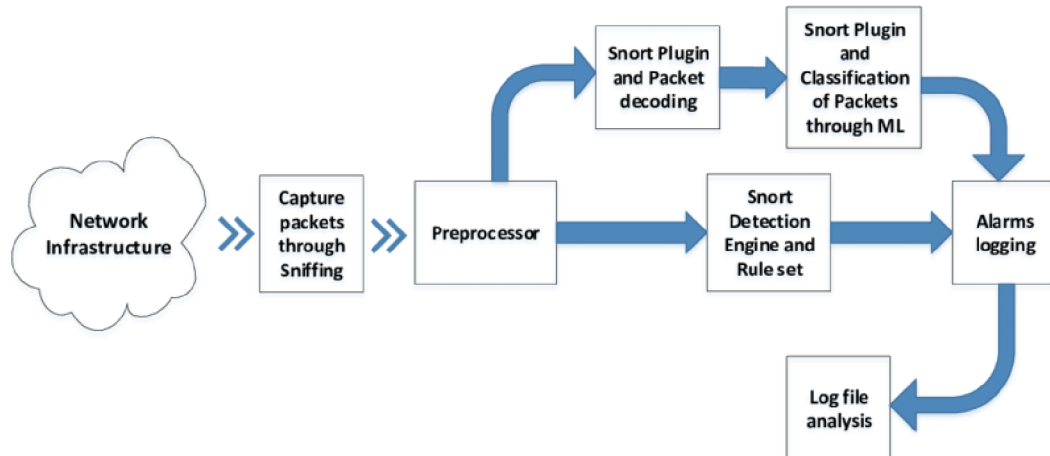 Network
Infrastructure
Capture
packets
through
Sniffing
Preprocessor
Snort Plugin
and Packet
decoding
Snort Plugin
and
Classification
of Packets
through ML
Snort
Detection
Engine and
Rule set
Alarms
logging
Log file
analysis